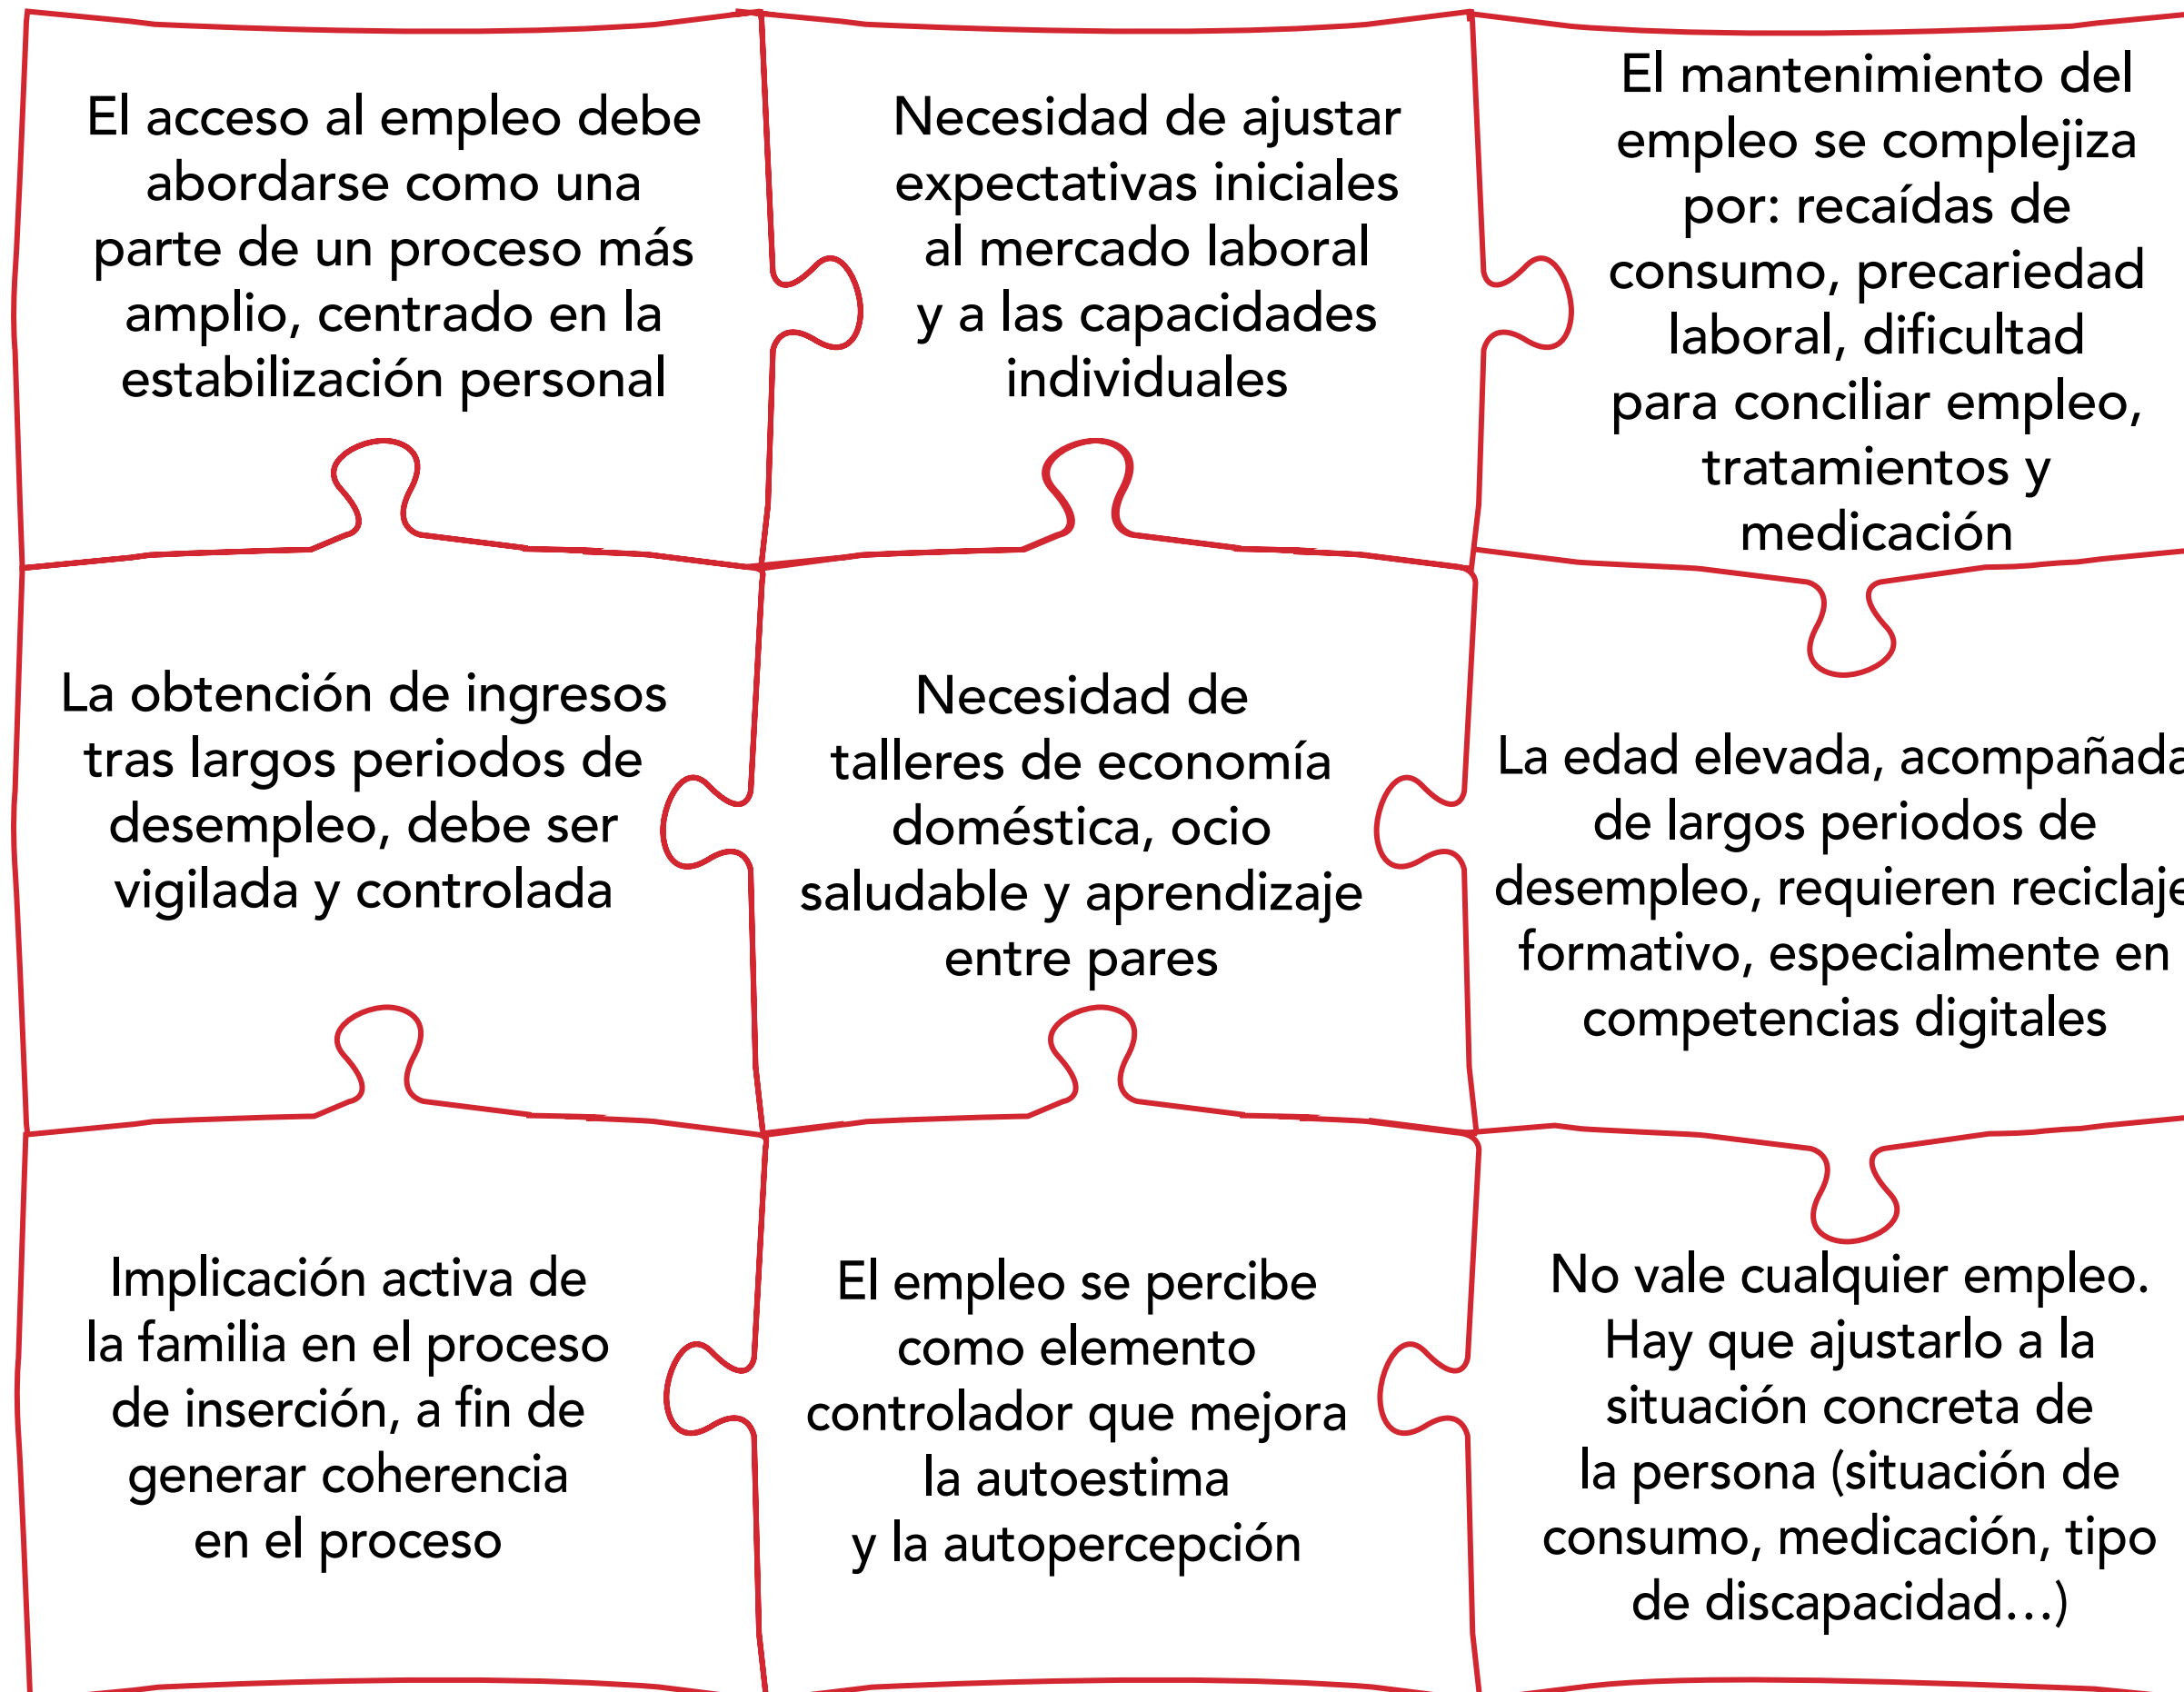 El acceso al empleo debe
abordarse como una
parte de un proceso más
amplio, centrado en la
estabilización personal
Necesidad de ajustar
expectativas iniciales
al mercado laboral
y a las capacidades
individuales
El mantenimiento del
empleo se complejiza
por: recaídas de
consumo, precariedad
laboral, dificultad
para conciliar empleo,
tratamientos y
medicación
La obtención de ingresos
tras largos periodos de
desempleo, debe ser
vigilada y controlada
Necesidad de
talleres de economía
doméstica, ocio
saludable y aprendizaje
entre pares
La edad elevada, acompañada
de largos periodos de
desempleo, requieren reciclaje
formativo, especialmente en
competencias digitales
Implicación activa de
la familia en el proceso
de inserción, a fin de
generar coherencia
en el proceso
El empleo se percibe
como elemento
controlador que mejora
la autoestima
y la autopercepción
No vale cualquier empleo.
Hay que ajustarlo a la
situación concreta de
la persona (situación de
consumo, medicación, tipo
de discapacidad…)